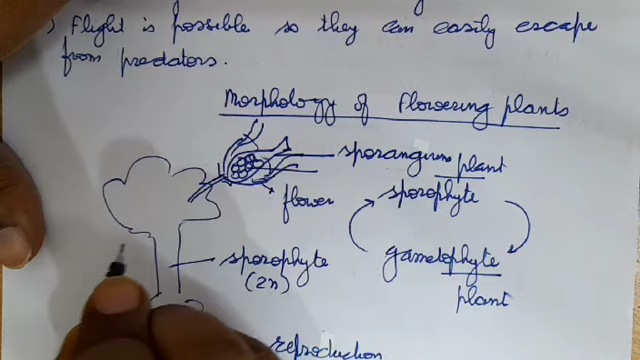 ) Flight is possible so they can easily escape
from predators.
Morphology of Flowering plants
sporangium plant
flower
sporophyte
sporophyte
(2n)
gametophyte
plant
reproduction